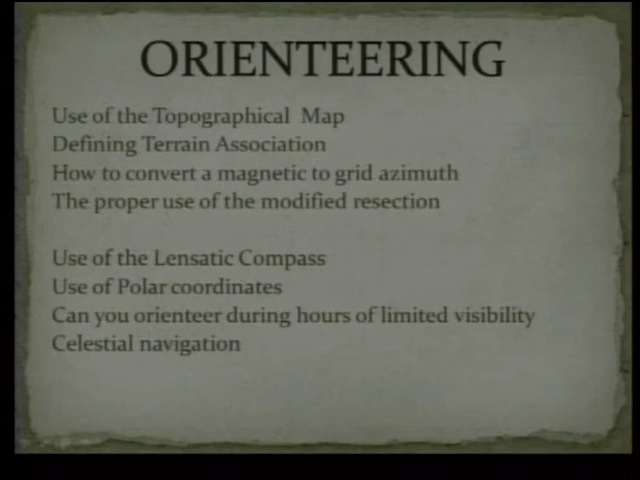 ORIENTEERING
Use of the Topographical Map
Defining Terrain Association
How to convert a magnetic to grid azimuth
The proper use of the modified resection
Use of the Lensatic Compass
Use of Polar coordinates
Can you orienteer during hours of limited visibility
Celestial navigation